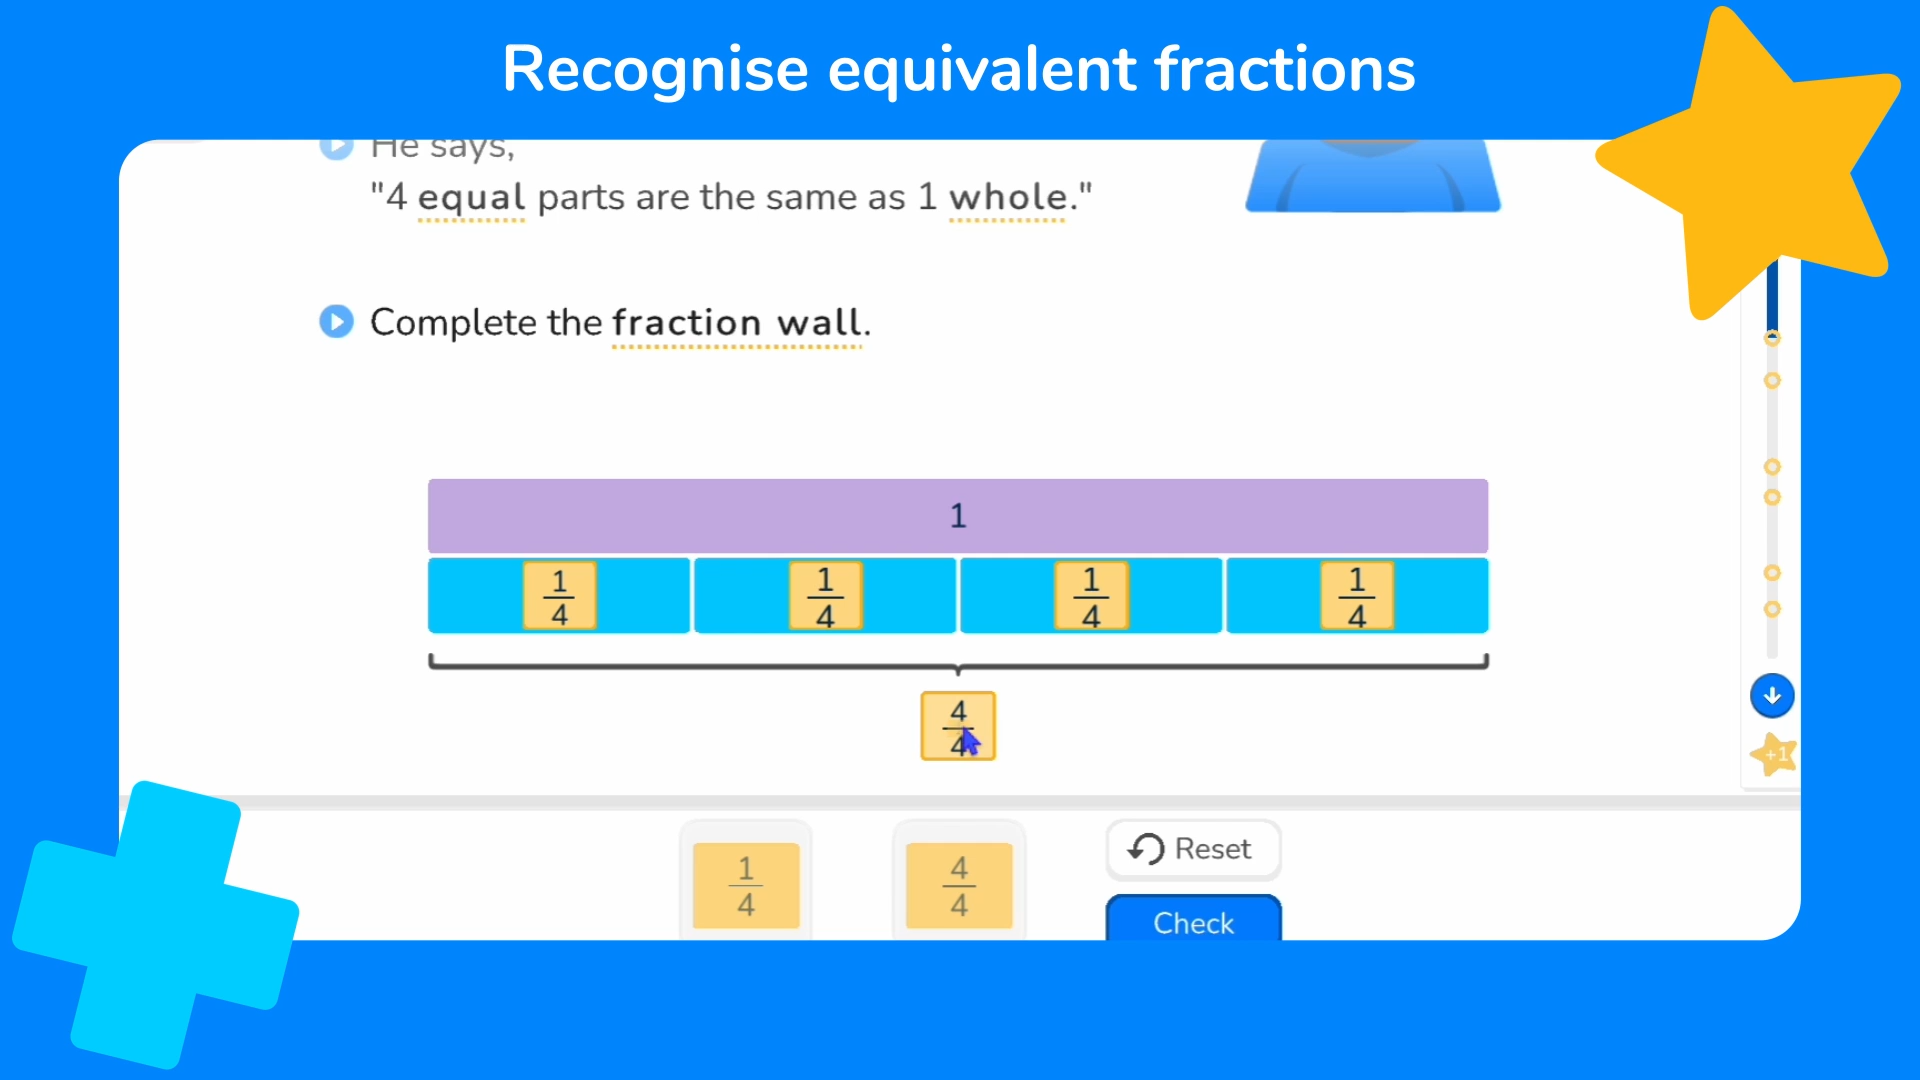 Recognise equivalent fractions
He says,
"4 equal parts are the same as 1 whole."
Complete the fraction wall.
1
1/4 1/4 1/4 1/4
4/4
+1
1/4 4/4
Reset
Check